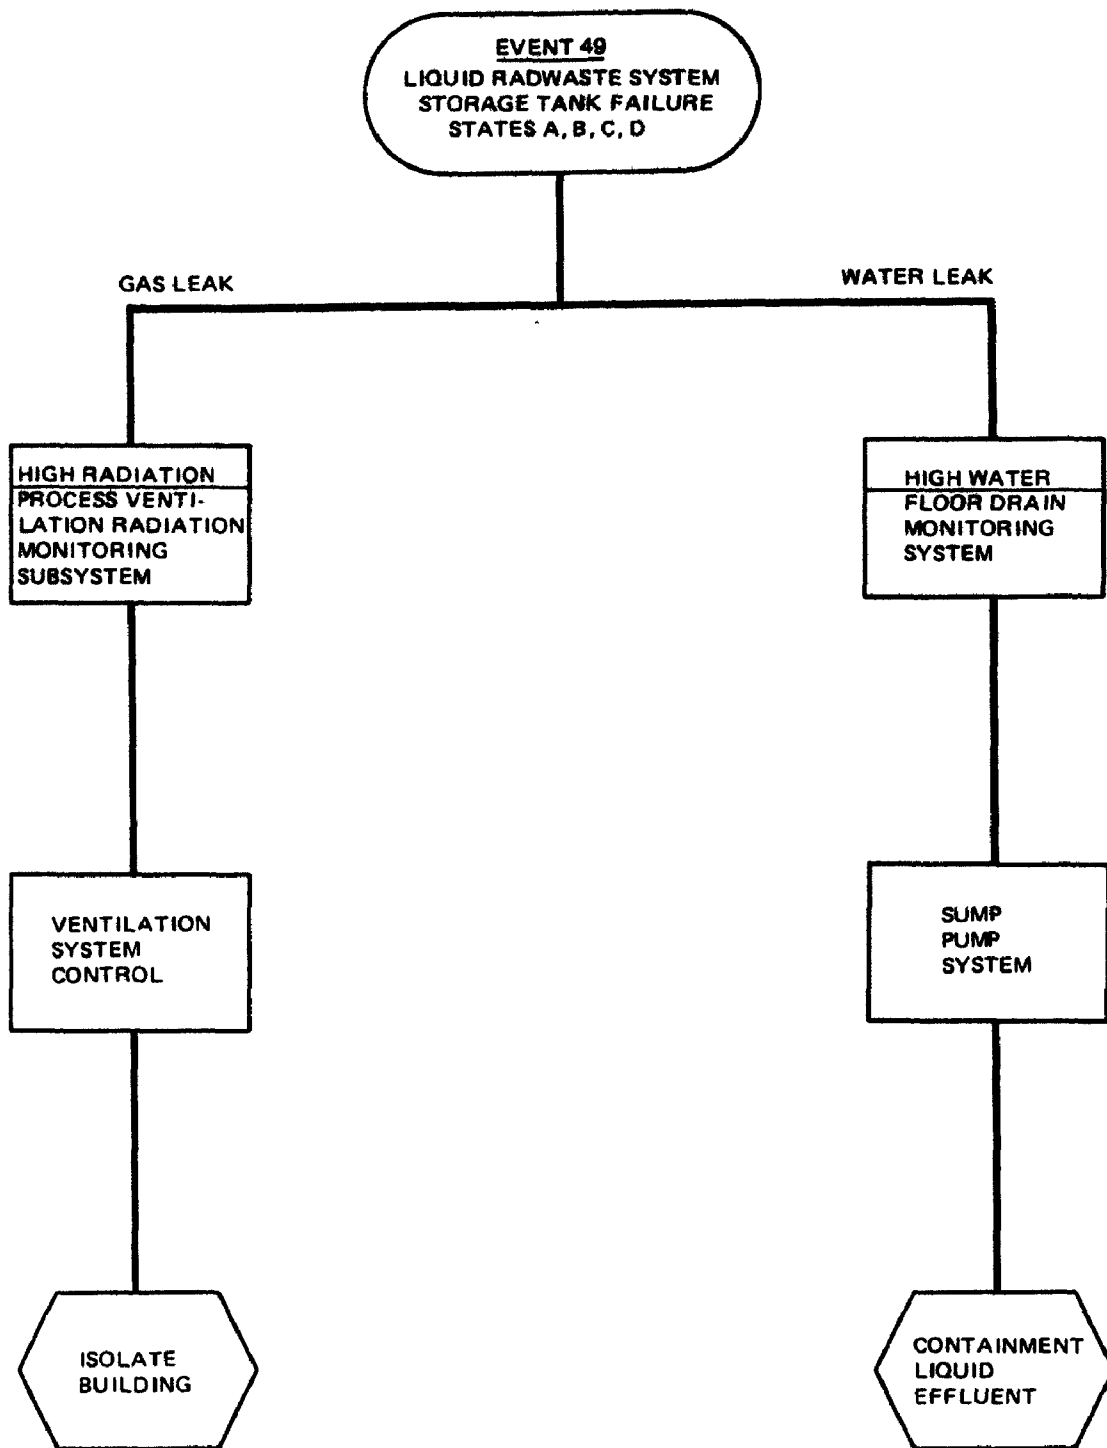 EVENT 49
LIQUID RADWASTE SYSTEM
STORAGE TANK FAILURE
STATES A, B, C, D
GAS LEAK
WATER LEAK
HIGH RADIATION
PROCESS VENTI-
LATION RADIATION
MONITORING
SUBSYSTEM
HIGH WATER
FLOOR DRAIN
MONITORING
SYSTEM
VENTILATION
SYSTEM
CONTROL
SUMP
PUMP
SYSTEM
ISOLATE
BUILDING
CONTAINMENT
LIQUID
EFFLUENT